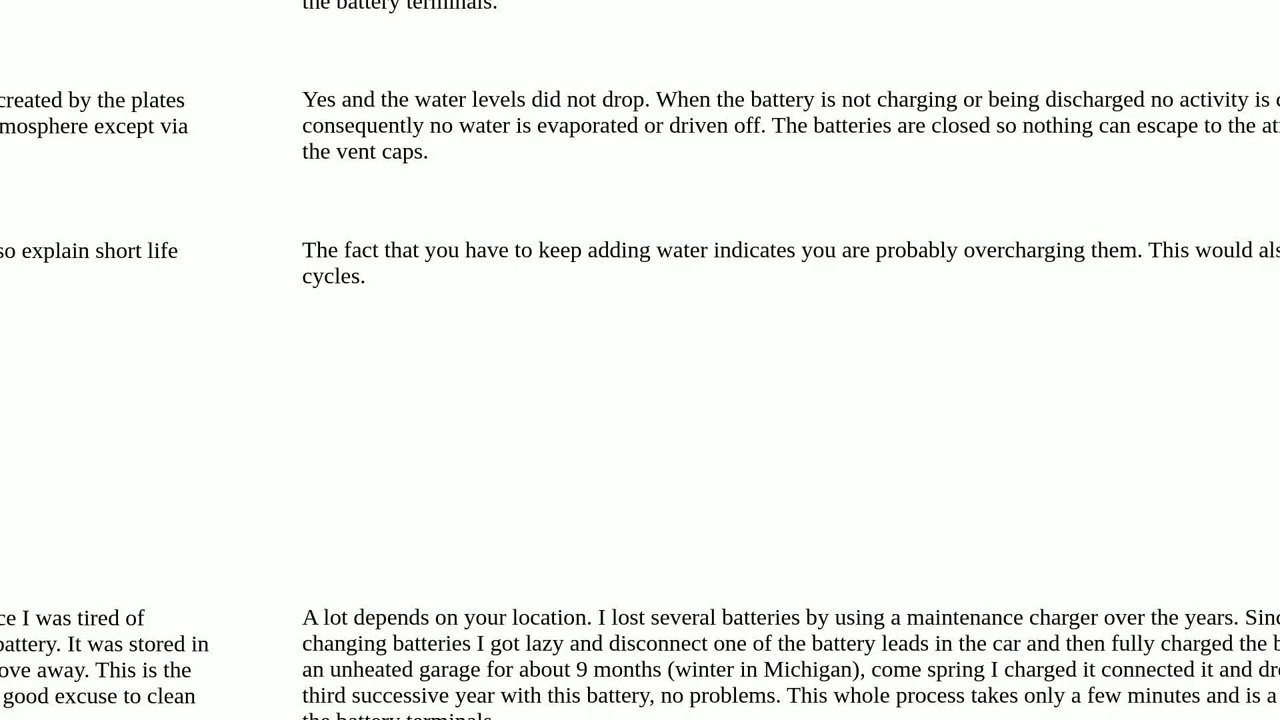 the battery terminals.
created by the plates
mosphere except via
Yes and the water levels did not drop. When the battery is not charging or being discharged no activity is
consequently no water is evaporated or driven off. The batteries are closed so nothing can escape to the at
the vent caps.
so explain short life
The fact that you have to keep adding water indicates you are probably overcharging them. This would als
cycles.
ce I was tired of
battery. It was stored in
ove away. This is the
good excuse to clean
A lot depends on your location. I lost several batteries by using a maintenance charger over the years. Sinc
changing batteries I got lazy and disconnect one of the battery leads in the car and then fully charged the b
an unheated garage for about 9 months (winter in Michigan), come spring I charged it connected it and dro
third successive year with this battery, no problems. This whole process takes only a few minutes and is a
the battery terminals.